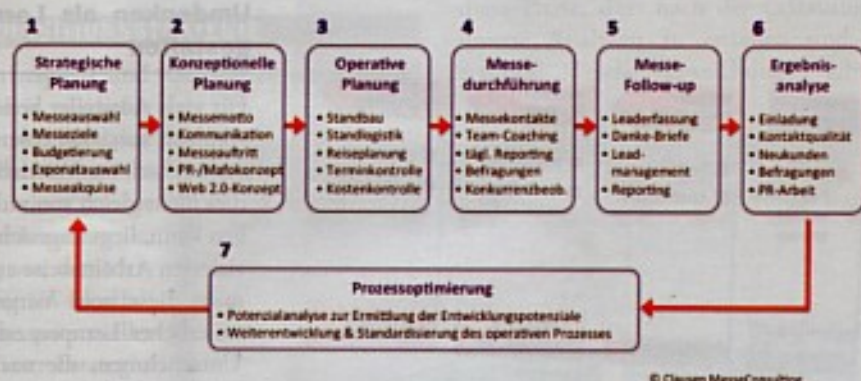 1
Strategische
Planung
• Messeauswahl
• Messeziele
• Budgetierung
• Exponatauswahl
• Messeakquise
2
Konzeptionelle
Planung
• Messemotto
• Kommunikation
• Messeauftritt
• PR-/Mafokonzept
• Web 2.0-Konzept
3
Operative
Planung
• Standbau
• Standlogistik
• Reiseplanung
• Terminkontrolle
• Kostenkontrolle
4
Messe-
durchführung
• Messekontakte
• Team-Coaching
• tägl. Reporting
• Befragungen
• Konkurrenzbeob.
5
Messe-
Follow-up
• Leaderfassung
• Danke-Briefe
• Lead-
management
• Reporting
6
Ergebnis-
analyse
• Einladung
• Kontaktqualität
• Neukunden
• Befragungen
• PR-Arbeit
7
Prozessoptimierung
• Potenzialanalyse zur Ermittlung der Entwicklungspotenziale
• Weiterentwicklung & Standardisierung des operativen Prozesses
© Clausen MesseConsulting